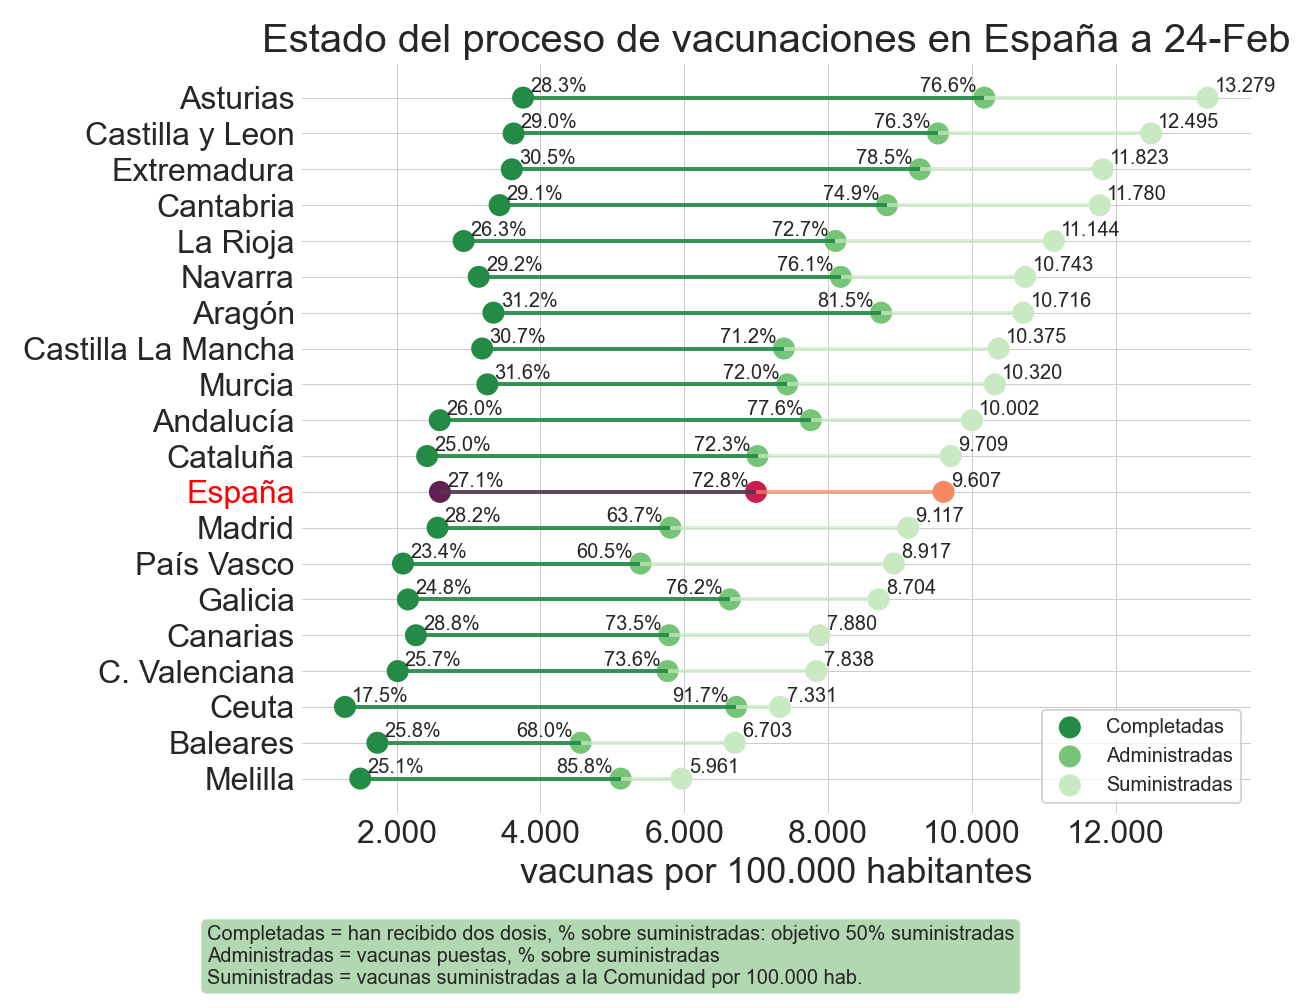 Estado del proceso de vacunaciones en España a 24-Feb
Asturias 28.3% 76.6% 13.279
Castilla y Leon 29.0% 76.3% 12.495
Extremadura 30.5% 78.5% 11.823
Cantabria 29.1% 74.9% 11.780
La Rioja 26.3% 72.7% 11.144
Navarra 29.2% 76.1% 10.743
Aragón 31.2% 81.5% 10.716
Castilla La Mancha 30.7% 71.2% 10.375
Murcia 31.6% 72.0% 10.320
Andalucía 26.0% 77.6% 10.002
Cataluña 25.0% 72.3% 9.709
España 27.1% 72.8% 9.607
Madrid 28.2% 63.7% 9.117
País Vasco 23.4% 60.5% 8.917
Galicia 24.8% 76.2% 8.704
Canarias 28.8% 73.5% 7.880
C. Valenciana 25.7% 73.6% 7.838
Ceuta 17.5% 91.7% 7.331
Baleares 25.8% 68.0% 6.703
Melilla 25.1% 85.8% 5.961
Completadas
Administradas
Suministradas
2.000 4.000 6.000 8.000 10.000 12.000
vacunas por 100.000 habitantes
Completadas = han recibido dos dosis, % sobre suministradas: objetivo 50% suministradas
Administradas = vacunas puestas, % sobre suministradas
Suministradas = vacunas suministradas a la Comunidad por 100.000 hab.